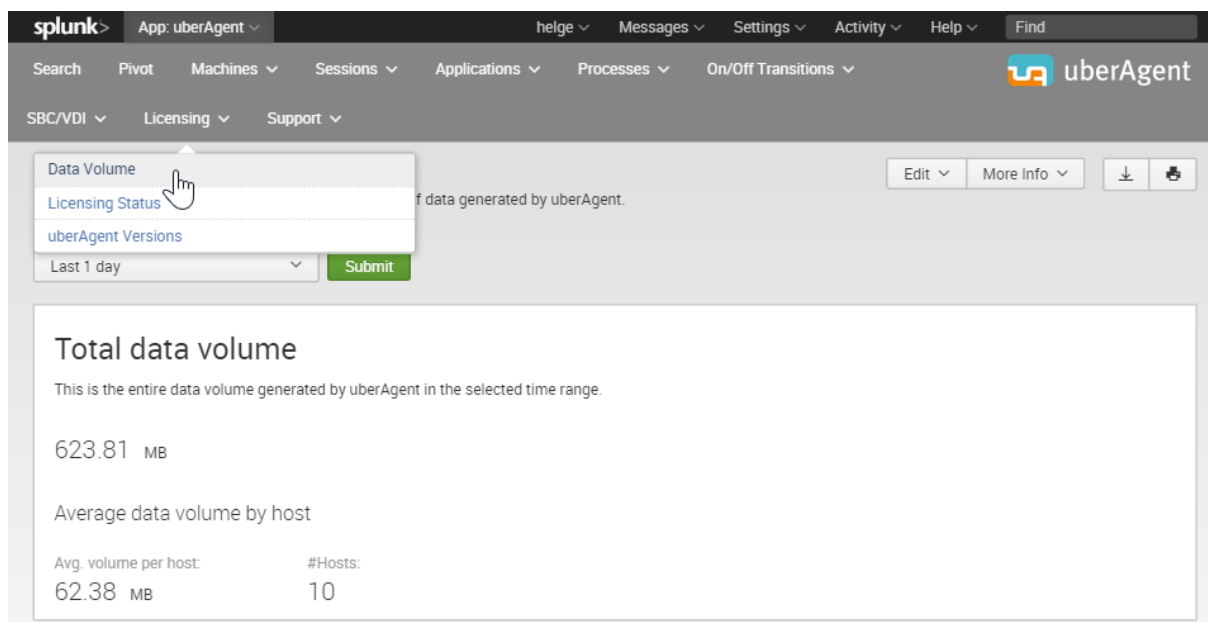 splunk> App: uberAgent helge Messages Settings Activity Help Find
Search Pivot Machines Sessions Applications Processes On/Off Transitions uberAgent
SBC/VDI Licensing Support
Data Volume Edit More Info
Licensing Status f data generated by uberAgent.
uberAgent Versions
Last 1 day Submit
Total data volume
This is the entire data volume generated by uberAgent in the selected time range.
623.81 MB
Average data volume by host
Avg. volume per host: #Hosts:
62.38 MB 10